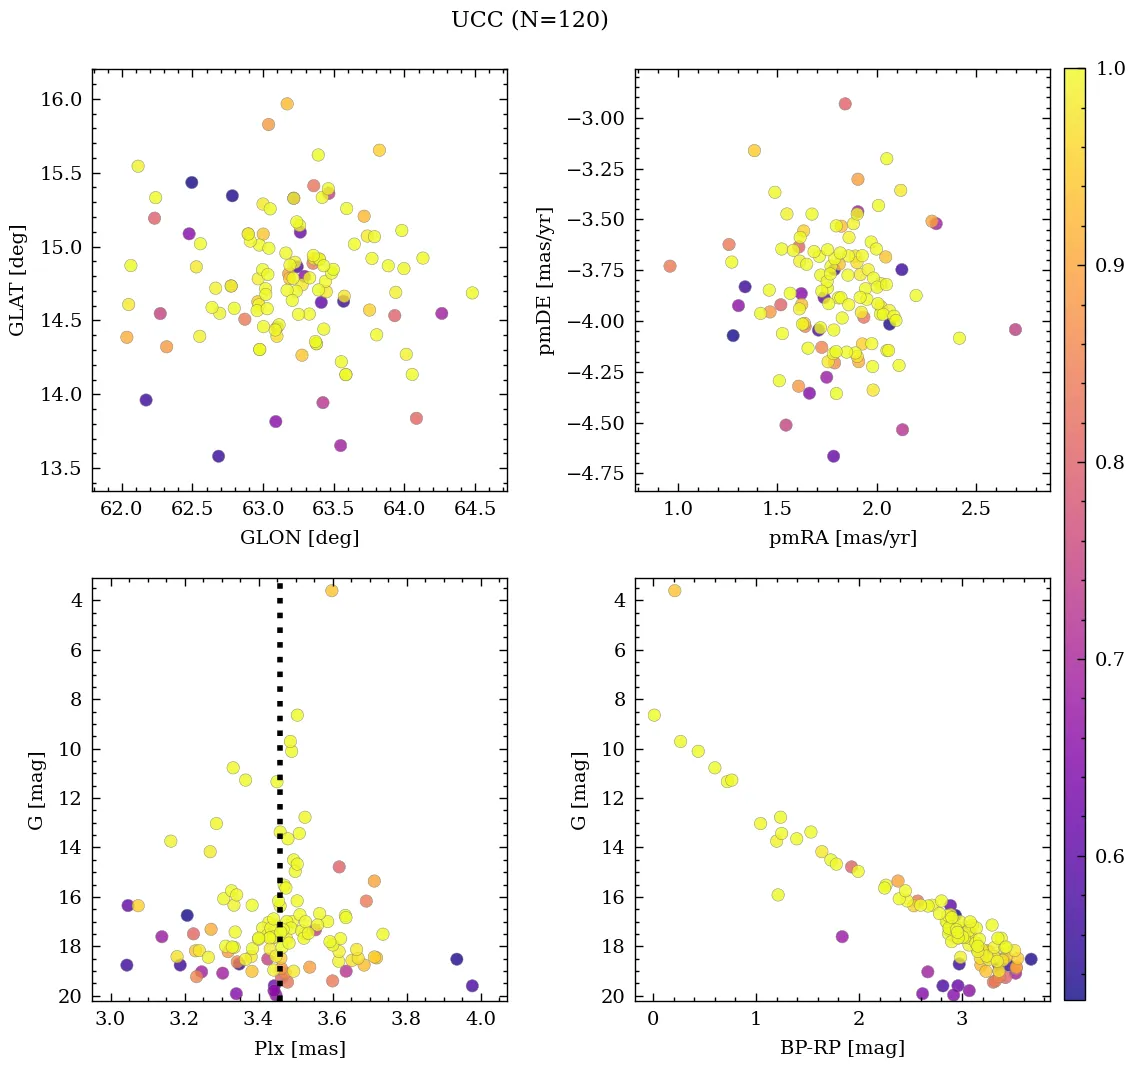 UCC (N=120)
16.0
15.5
15.0
14.5
14.0
13.5
GLAT [deg]
62.0 62.5 63.0 63.5 64.0 64.5
GLON [deg]
−3.00
−3.25
−3.50
−3.75
−4.00
−4.25
−4.50
−4.75
pmDE [mas/yr]
1.0 1.5 2.0 2.5
pmRA [mas/yr]
1.0
0.9
0.8
0.7
0.6
4
6
8
10
12
14
16
18
20
G [mag]
3.0 3.2 3.4 3.6 3.8 4.0
Plx [mas]
4
6
8
10
12
14
16
18
20
G [mag]
0 1 2 3
BP-RP [mag]